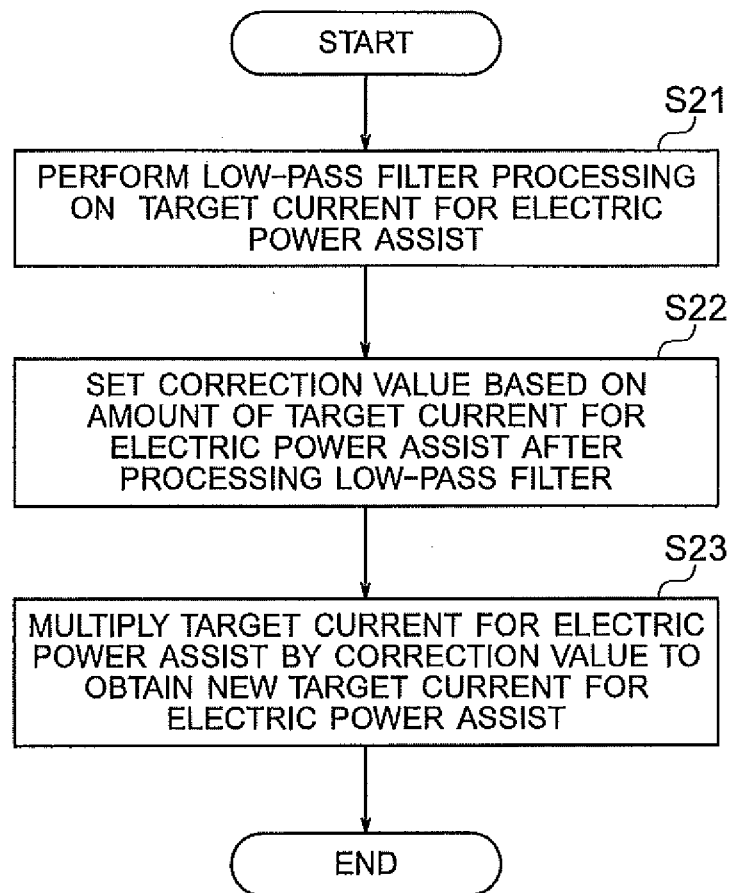 START
S21
PERFORM LOW-PASS FILTER PROCESSING
ON TARGET CURRENT FOR ELECTRIC
POWER ASSIST
S22
SET CORRECTION VALUE BASED ON
AMOUNT OF TARGET CURRENT FOR
ELECTRIC POWER ASSIST AFTER
PROCESSING LOW-PASS FILTER
S23
MULTIPLY TARGET CURRENT FOR ELECTRIC
POWER ASSIST BY CORRECTION VALUE TO
OBTAIN NEW TARGET CURRENT FOR
ELECTRIC POWER ASSIST
END